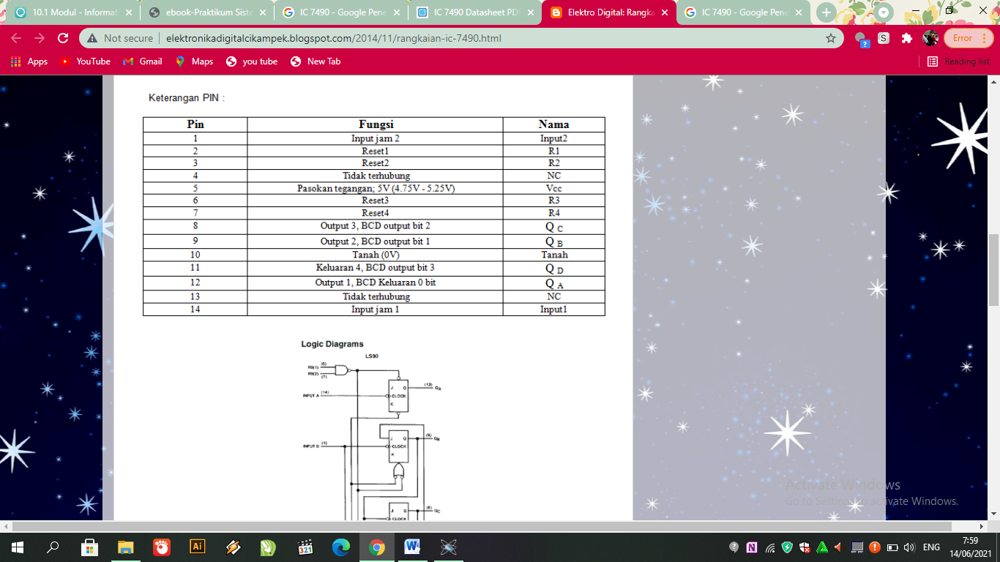 10.1 Modul - Informat
ebook-Praktikum Siste
IC 7490 - Google Pene
IC 7490 Datasheet PDF
Elektro Digital: Rangka
IC 7490 - Google Pene
Not secure elektronikadigitalcikampek.blogspot.com/2014/11/rangkaian-ic-7490.html
Error
Apps YouTube Gmail Maps you tube New Tab Reading list
Keterangan PIN :
Pin Fungsi Nama
1 Input jam 2 Input2
2 Reset1 R1
3 Reset2 R2
4 Tidak terhubung NC
5 Pasokan tegangan; 5V (4.75V - 5.25V) Vcc
6 Reset3 R3
7 Reset4 R4
8 Output 3, BCD output bit 2 Q C
9 Output 2, BCD output bit 1 Q B
10 Tanah (0V) Tanah
11 Keluaran 4, BCD output bit 3 Q D
12 Output 1, BCD Keluaran 0 bit Q A
13 Tidak terhubung NC
14 Input jam 1 Input1
Logic Diagrams
LS90
R9(1) (6)
R9(2) (7)
J Q (12) QA
INPUT A (14) CLOCK
K
J Q (9) QB
INPUT B (1) CLOCK
K
J Q (8) QC
CLOCK
Activate Windows
Go to Settings to activate Windows.
Ai
321
ENG
7:59
14/06/2021